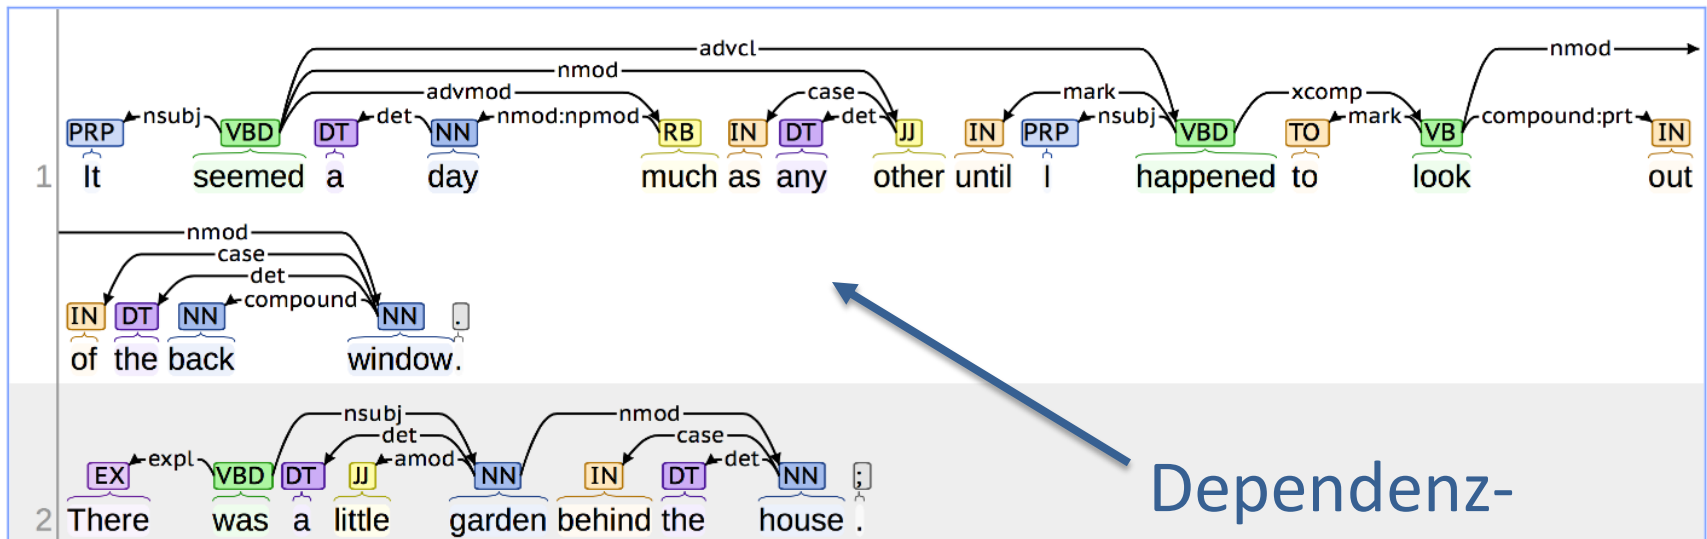 advcl nmod
nmod
advmod case mark xcomp
PRP nsubj VBD DT det NN nmod:npmod RB IN DT det JJ IN PRP nsubj VBD TO mark VB compound:prt IN
1 It seemed a day much as any other until I happened to look out
nmod
case
det
IN DT NN compound NN .
of the back window.
nsubj nmod
det case
EX expl VBD DT JJ amod NN IN DT det NN ;
2 There was a little garden behind the house .
Dependenz-